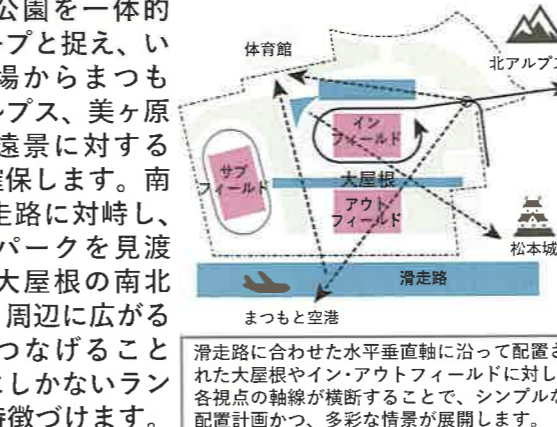 公園を一体的
ープと捉え、い
場からまつも
ルプス、美ヶ原
遠景に対する
確保します。南
走路に対峙し、
パークを見渡
大屋根の南北
周辺に広がる
つなげること
にしかないラン
特徴づけます。
体育館
北アルプス
イン
フィールド
サブ
フィールド
大屋根
アウト
フィールド
松本城
滑走路
まつもと空港
滑走路に合わせた水平垂直軸に沿って配置さ
れた大屋根やイン・アウトフィールドに対し、
各視点の軸線が横断することで、シンプルな
配置計画かつ、多彩な情景が展開します。